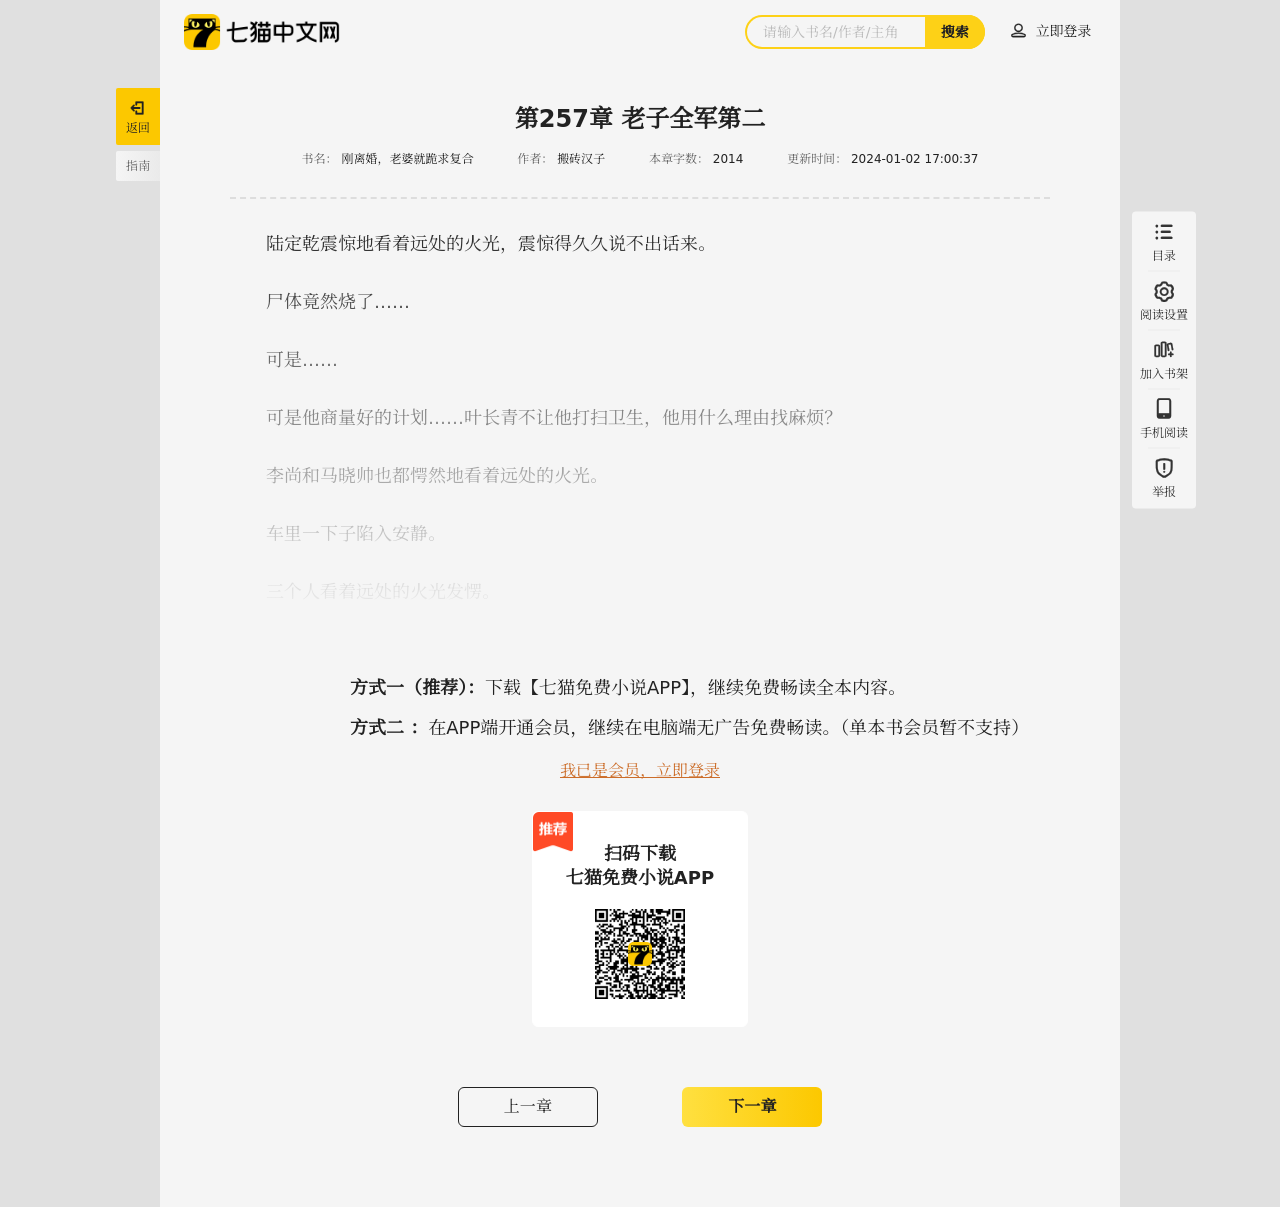 七猫中文网
请输入书名/作者/主角
搜索
立即登录
返回
指南
第257章 老子全军第二
书名： 刚离婚，老婆就跪求复合 作者： 搬砖汉子 本章字数： 2014 更新时间： 2024-01-02 17:00:37
陆定乾震惊地看着远处的火光，震惊得久久说不出话来。
尸体竟然烧了……
可是……
可是他商量好的计划……叶长青不让他打扫卫生，他用什么理由找麻烦？
李尚和马晓帅也都愕然地看着远处的火光。
车里一下子陷入安静。
三个人看着远处的火光发愣。
目录
阅读设置
加入书架
手机阅读
举报
方式一（推荐）：下载【七猫免费小说APP】，继续免费畅读全本内容。
方式二 ：在APP端开通会员，继续在电脑端无广告免费畅读。（单本书会员暂不支持）
我已是会员，立即登录
推荐
扫码下载
七猫免费小说APP
上一章
下一章